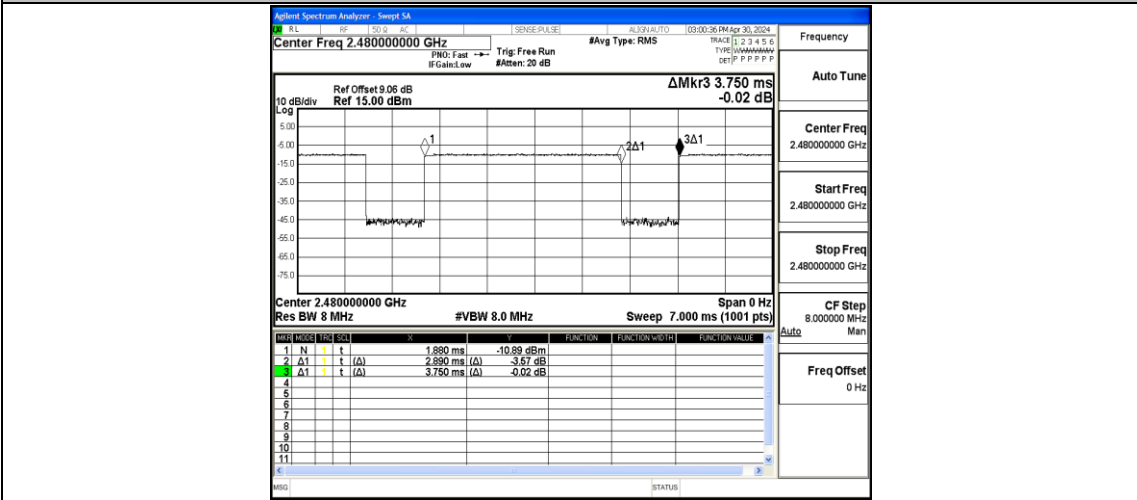 Agilent Spectrum Analyzer - Swept SA
RL RF 50 Ω AC SENSE:PULSE ALIGN AUTO 03:00:36 PM Apr 30, 2024
Center Freq 2.480000000 GHz #Avg Type: RMS TRACE 1 2 3 4 5 6
PNO: Fast Trig: Free Run TYPE WWWWWW
IFGain:Low #Atten: 20 dB DET P P P P P P
Frequency
Auto Tune
Center Freq
2.480000000 GHz
Start Freq
2.480000000 GHz
Stop Freq
2.480000000 GHz
CF Step
8.000000 MHz
Auto Man
Freq Offset
0 Hz
ΔMkr3 3.750 ms
-0.02 dB
Ref Offset 9.06 dB
10 dB/div Ref 15.00 dBm
Log
5.00
-5.00
-15.0
-25.0
-35.0
-45.0
-55.0
-65.0
-75.0
1
2Δ1
3Δ1
Center 2.480000000 GHz Span 0 Hz
Res BW 8 MHz #VBW 8.0 MHz Sweep 7.000 ms (1001 pts)
MKR MODE TRC SCL X Y FUNCTION FUNCTION WIDTH FUNCTION VALUE
1 N 1 t 1.880 ms -10.89 dBm
2 Δ1 1 t (Δ) 2.890 ms (Δ) -3.57 dB
3 Δ1 1 t (Δ) 3.750 ms (Δ) -0.02 dB
4
5
6
7
8
9
10
11
MSG STATUS